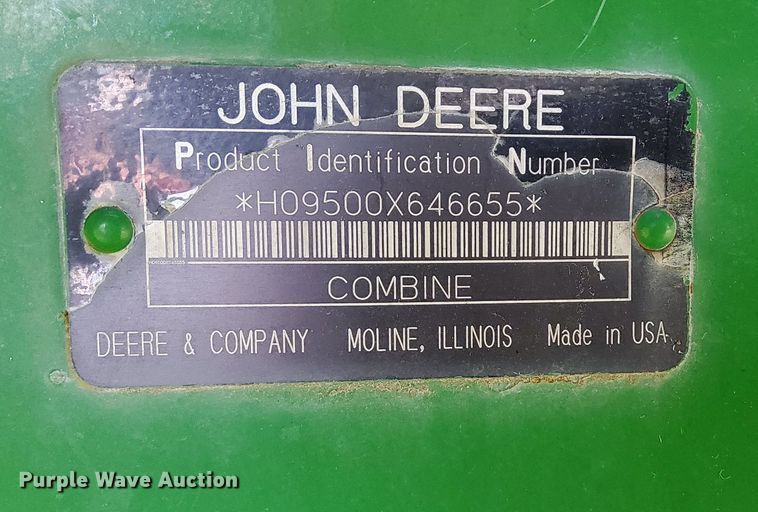 JOHN DEERE
Product Identification Number
*H09500X646655*
COMBINE
DEERE & COMPANY MOLINE, ILLINOIS Made in USA
Purple Wave Auction